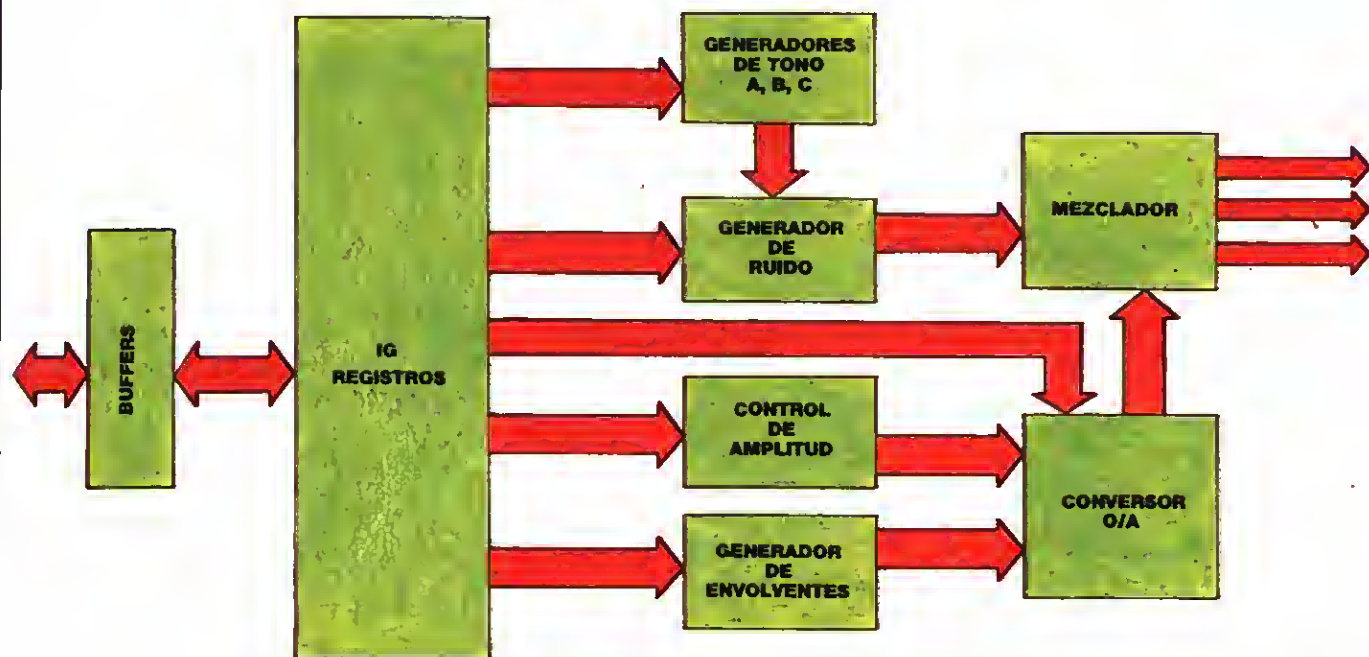 GENERADORES
DE TONO
A, B, C
GENERADOR
DE
RUIDO
MEZCLADOR
BUFFERS
IG
REGISTROS
CONTROL
DE
AMPLITUD
CONVERSOR
O/A
GENERADOR
DE
ENVOLVENTES